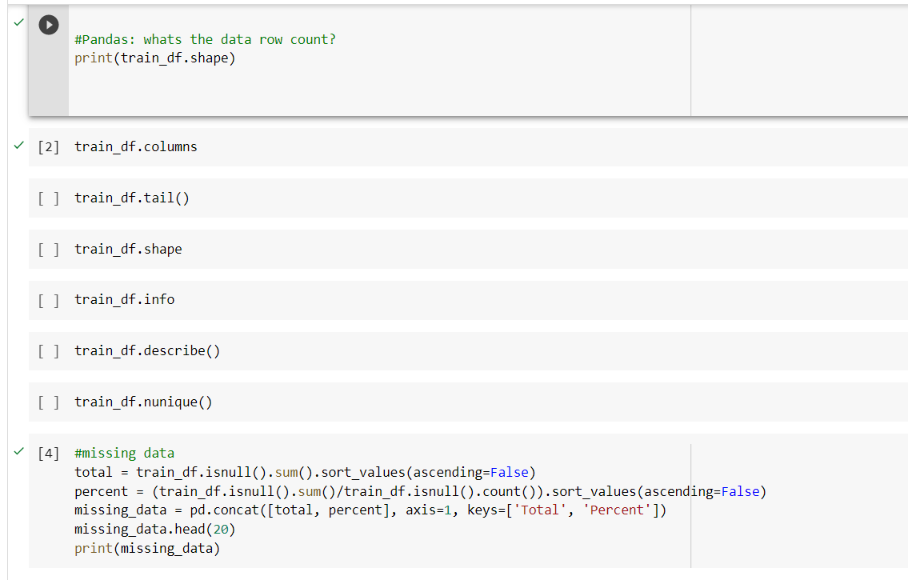 #Pandas: whats the data row count?
print(train_df.shape)
[2] train_df.columns
[ ] train_df.tail()
[ ] train_df.shape
[ ] train_df.info
[ ] train_df.describe()
[ ] train_df.nunique()
[4] #missing data
total = train_df.isnull().sum().sort_values(ascending=False)
percent = (train_df.isnull().sum()/train_df.isnull().count()).sort_values(ascending=False)
missing_data = pd.concat([total, percent], axis=1, keys=['Total', 'Percent'])
missing_data.head(20)
print(missing_data)